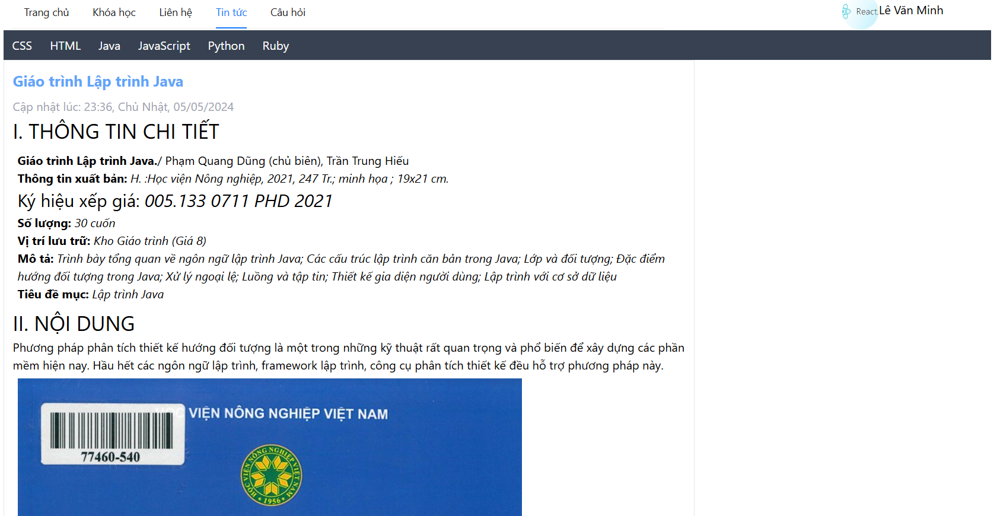 Trang chủ Khóa học Liên hệ Tin tức Câu hỏi React Lê Văn Minh
CSS HTML Java JavaScript Python Ruby
Giáo trình Lập trình Java
Cập nhật lúc: 23:36, Chủ Nhật, 05/05/2024
I. THÔNG TIN CHI TIẾT
Giáo trình Lập trình Java./ Phạm Quang Dũng (chủ biên), Trần Trung Hiếu
Thông tin xuất bản: H. :Học viện Nông nghiệp, 2021, 247 Tr.; minh họa ; 19x21 cm.
Ký hiệu xếp giá: 005.133 0711 PHD 2021
Số lượng: 30 cuốn
Vị trí lưu trữ: Kho Giáo trình (Giá 8)
Mô tả: Trình bày tổng quan về ngôn ngữ lập trình Java; Các cấu trúc lập trình căn bản trong Java; Lớp và đối tượng; Đặc điểm
hướng đối tượng trong Java; Xử lý ngoại lệ; Luồng và tập tin; Thiết kế gia diện người dùng; Lập trình với cơ sở dữ liệu
Tiêu đề mục: Lập trình Java
II. NỘI DUNG
Phương pháp phân tích thiết kế hướng đối tượng là một trong những kỹ thuật rất quan trọng và phổ biến để xây dựng các phần
mềm hiện nay. Hầu hết các ngôn ngữ lập trình, framework lập trình, công cụ phân tích thiết kế đều hỗ trợ phương pháp này.
HỌC VIỆN NÔNG NGHIỆP VIỆT NAM
77460-540
HỌC VIỆN NÔNG NGHIỆP VIỆT NAM
1956